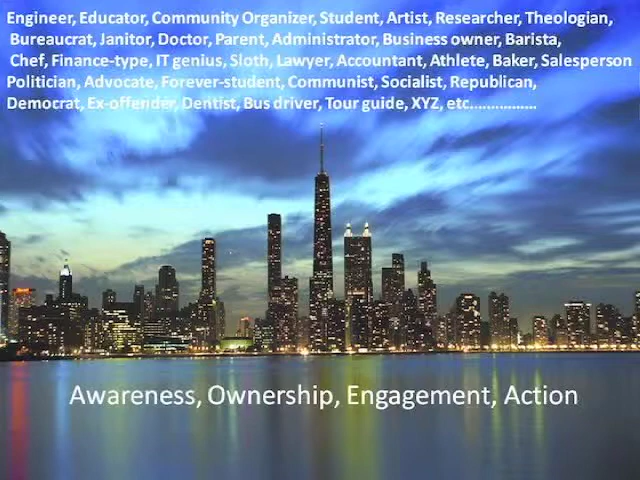 Engineer, Educator, Community Organizer, Student, Artist, Researcher, Theologian,
Bureaucrat, Janitor, Doctor, Parent, Administrator, Business owner, Barista,
Chef, Finance-type, IT genius, Sloth, Lawyer, Accountant, Athlete, Baker, Salesperson
Politician, Advocate, Forever-student, Communist, Socialist, Republican,
Democrat, Ex-offender, Dentist, Bus driver, Tour guide, XYZ, etc...............
Awareness, Ownership, Engagement, Action